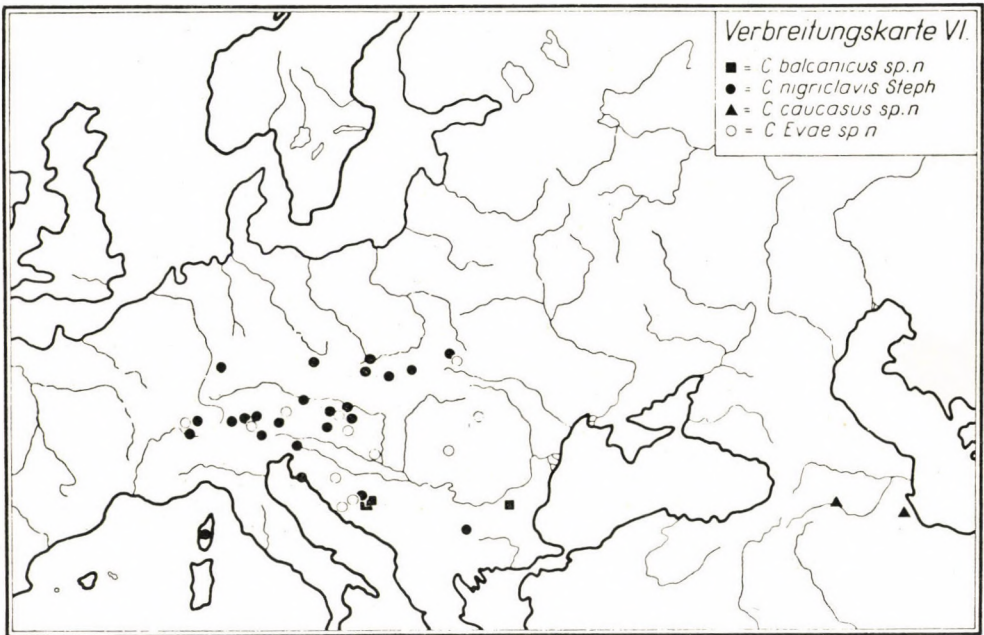 Verbreitungskarte VI.
■ = C balcanicus sp.n
● = C nigriclavis Steph
▲ = C caucasus sp.n
○ = C Evae sp n